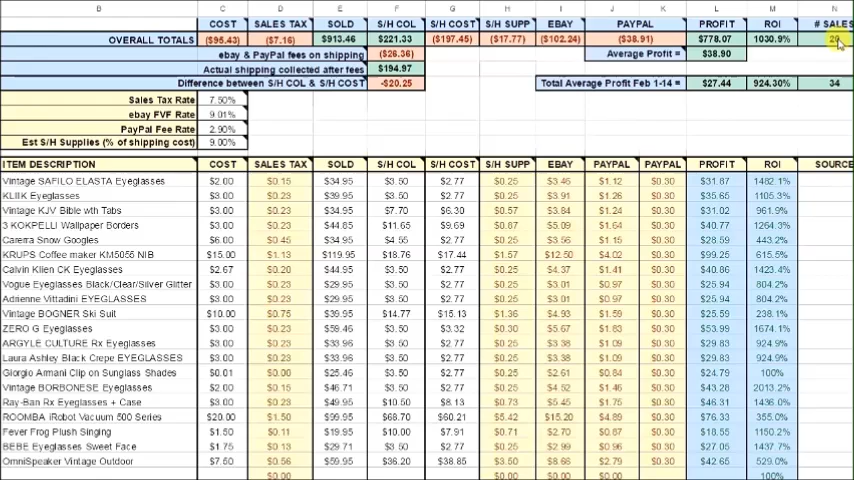 B C D E F G H I J K L M N
COST SALES TAX SOLD S/H COL S/H COST S/H SUPP EBAY PAYPAL PROFIT ROI # SALES
OVERALL TOTALS ($95.43) ($7.16) $913.46 $221.33 ($197.45) ($17.77) ($102.24) ($38.91) $778.07 1030.9% 20
ebay & PayPal fees on shipping ($26.36) Average Profit = $38.90
Actual shipping collected after fees $194.97
Difference between S/H COL & S/H COST -$20.25 Total Average Profit Feb 1-14 = $27.44 924.30% 34
Sales Tax Rate 7.50%
ebay FVF Rate 9.01%
PayPal Fee Rate 2.90%
Est S/H Supplies (% of shipping cost) 9.00%
ITEM DESCRIPTION COST SALES TAX SOLD S/H COL S/H COST S/H SUPP EBAY PAYPAL PAYPAL PROFIT ROI SOURCE
Vintage SAFILO ELASTA Eyeglasses $2.00 $0.15 $34.95 $3.50 $2.77 $0.25 $3.46 $1.12 $0.30 $31.87 1482.1%
KLIIK Eyeglasses $3.00 $0.23 $39.95 $3.50 $2.77 $0.25 $3.91 $1.26 $0.30 $35.65 1105.3%
Vintage KJV Bible wth Tabs $3.00 $0.23 $34.95 $7.70 $6.30 $0.57 $3.84 $1.24 $0.30 $31.02 961.9%
3 KOKPELLI Wallpaper Borders $3.00 $0.23 $44.85 $11.65 $9.69 $0.87 $5.09 $1.64 $0.30 $40.77 1264.3%
Carerra Snow Googles $6.00 $0.45 $34.95 $4.55 $2.77 $0.25 $3.56 $1.15 $0.30 $28.59 443.2%
KRUPS Coffee maker KM5055 NIB $15.00 $1.13 $119.95 $18.76 $17.44 $1.57 $12.50 $4.02 $0.30 $99.25 615.5%
Calvin Klien CK Eyeglasses $2.67 $0.20 $44.95 $3.50 $2.77 $0.25 $4.37 $1.41 $0.30 $40.86 1423.4%
Vogue Eyeglasses Black/Clear/Silver Glitter $3.00 $0.23 $29.95 $3.50 $2.77 $0.25 $3.01 $0.97 $0.30 $25.94 804.2%
Adrienne Vittadini EYEGLASSES $3.00 $0.23 $29.95 $3.50 $2.77 $0.25 $3.01 $0.97 $0.30 $25.94 804.2%
Vintage BOGNER Ski Suit $10.00 $0.75 $39.95 $14.77 $15.13 $1.36 $4.93 $1.59 $0.30 $25.59 238.1%
ZERO G Eyeglasses $3.00 $0.23 $59.46 $3.50 $3.32 $0.30 $5.67 $1.83 $0.30 $53.99 1674.1%
ARGYLE CULTURE Rx Eyeglasses $3.00 $0.23 $33.96 $3.50 $2.77 $0.25 $3.38 $1.09 $0.30 $29.83 924.9%
Laura Ashley Black Crepe EYEGLASSES $3.00 $0.23 $33.96 $3.50 $2.77 $0.25 $3.38 $1.09 $0.30 $29.83 924.9%
Giorgio Armani Clip on Sunglass Shades $0.01 $0.00 $25.46 $3.50 $2.77 $0.25 $2.61 $0.84 $0.30 $24.79 100%
Vintage BORBONESE Eyeglasses $2.00 $0.15 $46.71 $3.50 $2.77 $0.25 $4.52 $1.46 $0.30 $43.28 2013.2%
Ray-Ban Rx Eyeglasses + Case $3.00 $0.23 $49.95 $10.50 $8.13 $0.73 $5.45 $1.75 $0.30 $46.31 1436.0%
ROOMBA iRobot Vacuum 500 Series $20.00 $1.50 $99.95 $68.70 $60.21 $5.42 $15.20 $4.89 $0.30 $76.33 355.0%
Fever Frog Plush Singing $1.50 $0.11 $19.95 $10.00 $7.91 $0.71 $2.70 $0.87 $0.30 $18.55 1150.2%
BEBE Eyeglasses Sweet Face $1.75 $0.13 $29.71 $3.50 $2.77 $0.25 $2.99 $0.96 $0.30 $27.05 1437.7%
OmniSpeaker Vintage Outdoor $7.50 $0.56 $59.95 $36.20 $38.85 $3.50 $8.66 $2.79 $0.30 $42.65 529.0%
$0.00 $0.00 $0.00 $0.00 100%